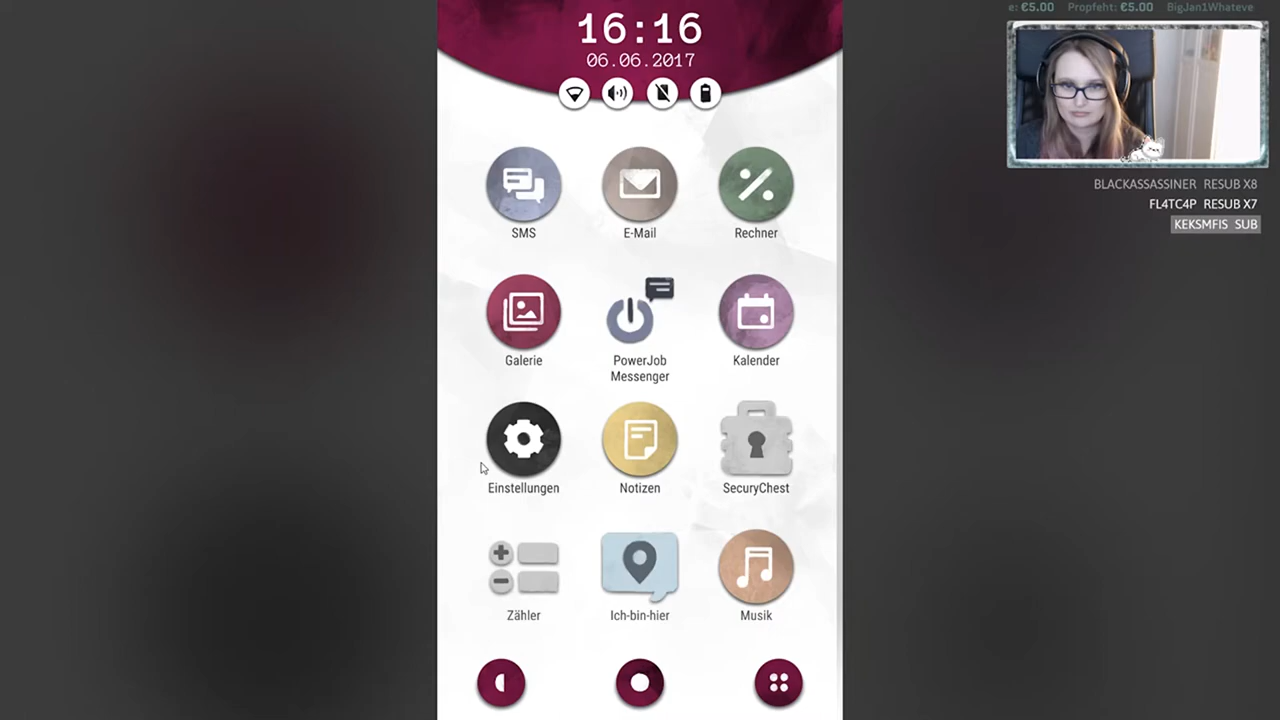 e: €5.00 Propfeht: €5.00 BigJan1Whateve
16:16
06.06.2017
BLACKASSASSINER RESUB X8
FL4TC4P RESUB X7
KEKSMFIS SUB
SMS
E-Mail
Rechner
Galerie
PowerJob
Messenger
Kalender
Einstellungen
Notizen
SecuryChest
Zähler
Ich-bin-hier
Musik